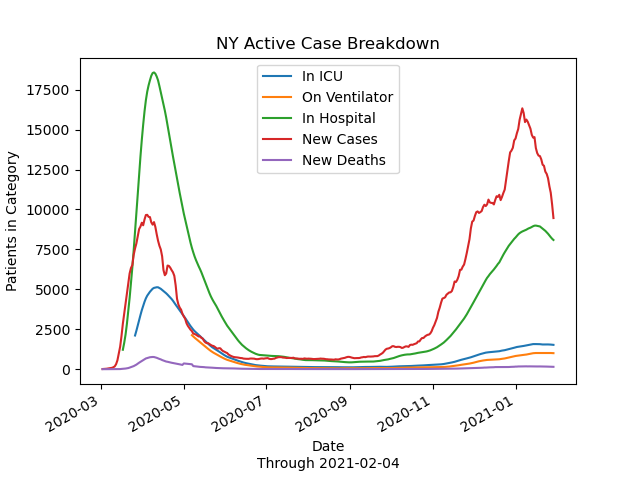 NY Active Case Breakdown
In ICU
On Ventilator
In Hospital
New Cases
New Deaths
Patients in Category
17500
15000
12500
10000
7500
5000
2500
0
2020-03
2020-05
2020-07
2020-09
2020-11
2021-01
Date
Through 2021-02-04